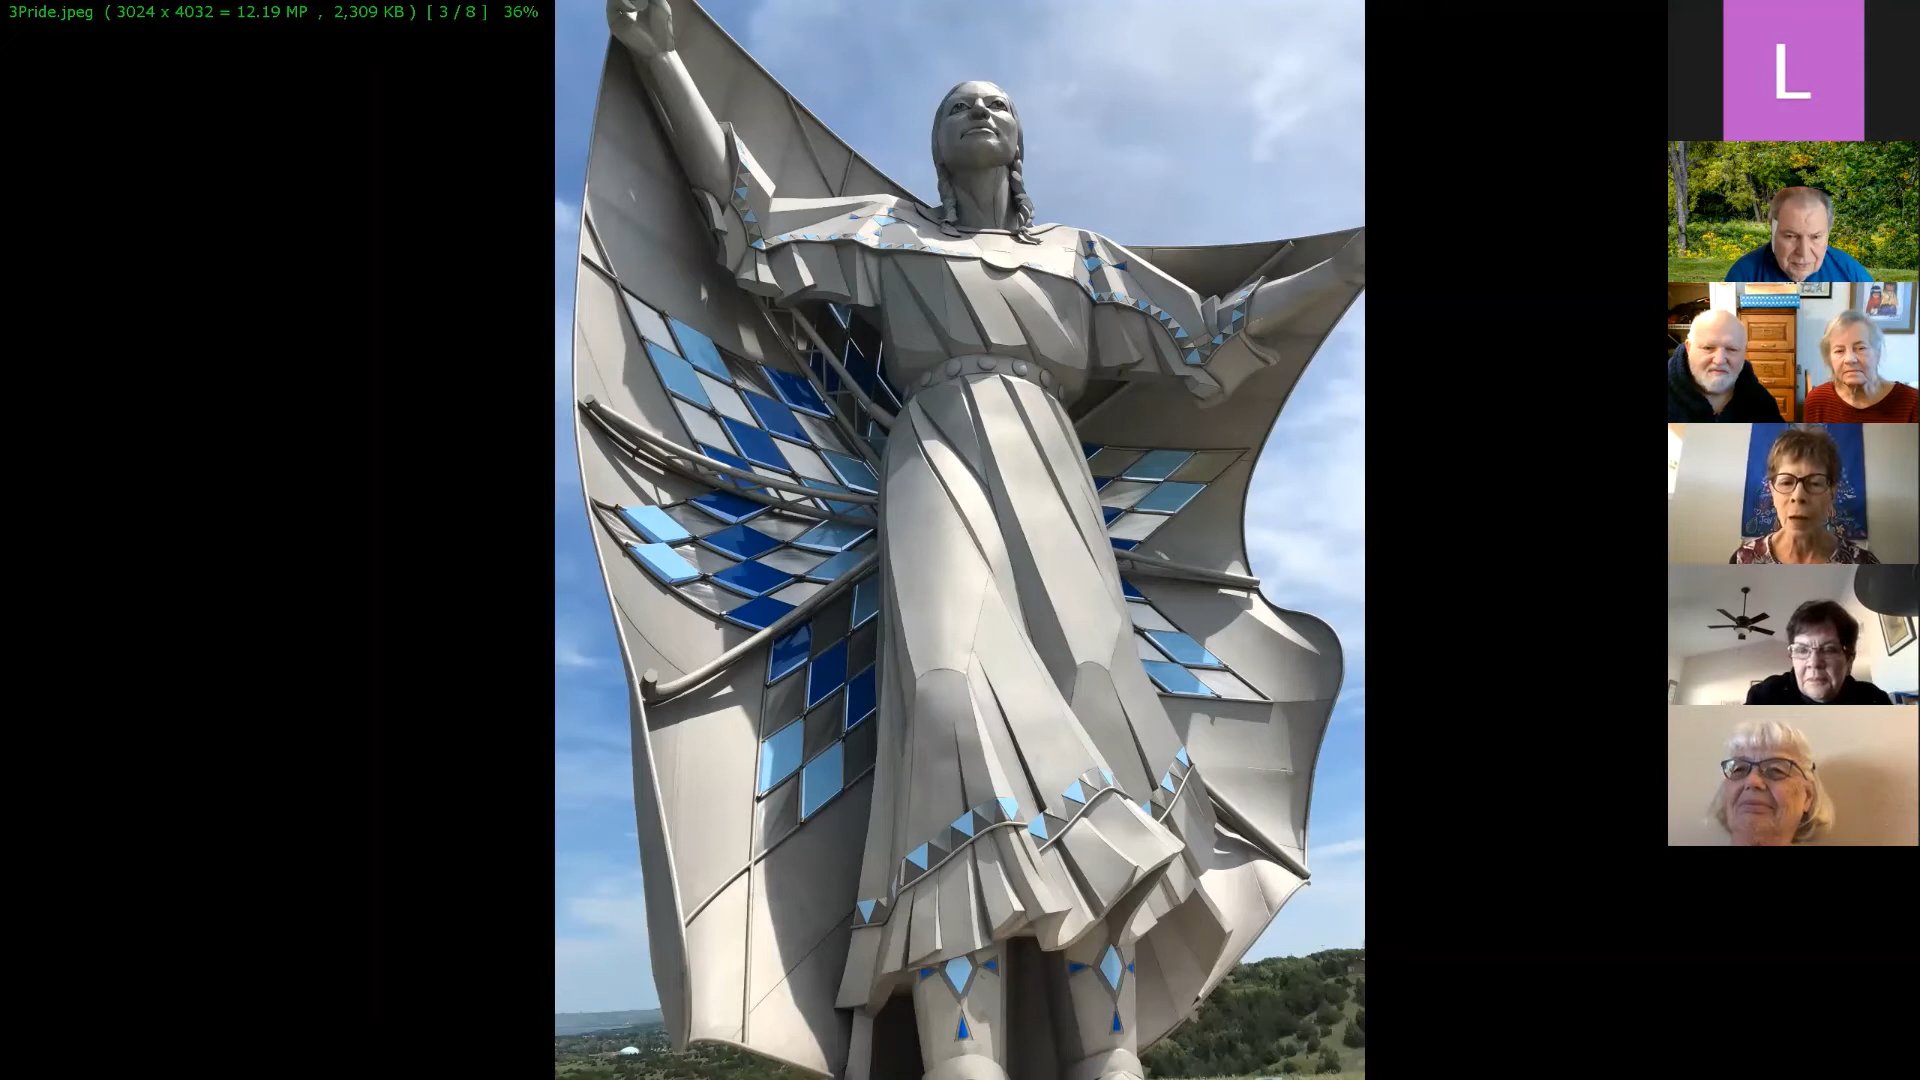 3Pride.jpeg ( 3024 x 4032 = 12.19 MP , 2,309 KB ) [ 3 / 8 ] 36%
L